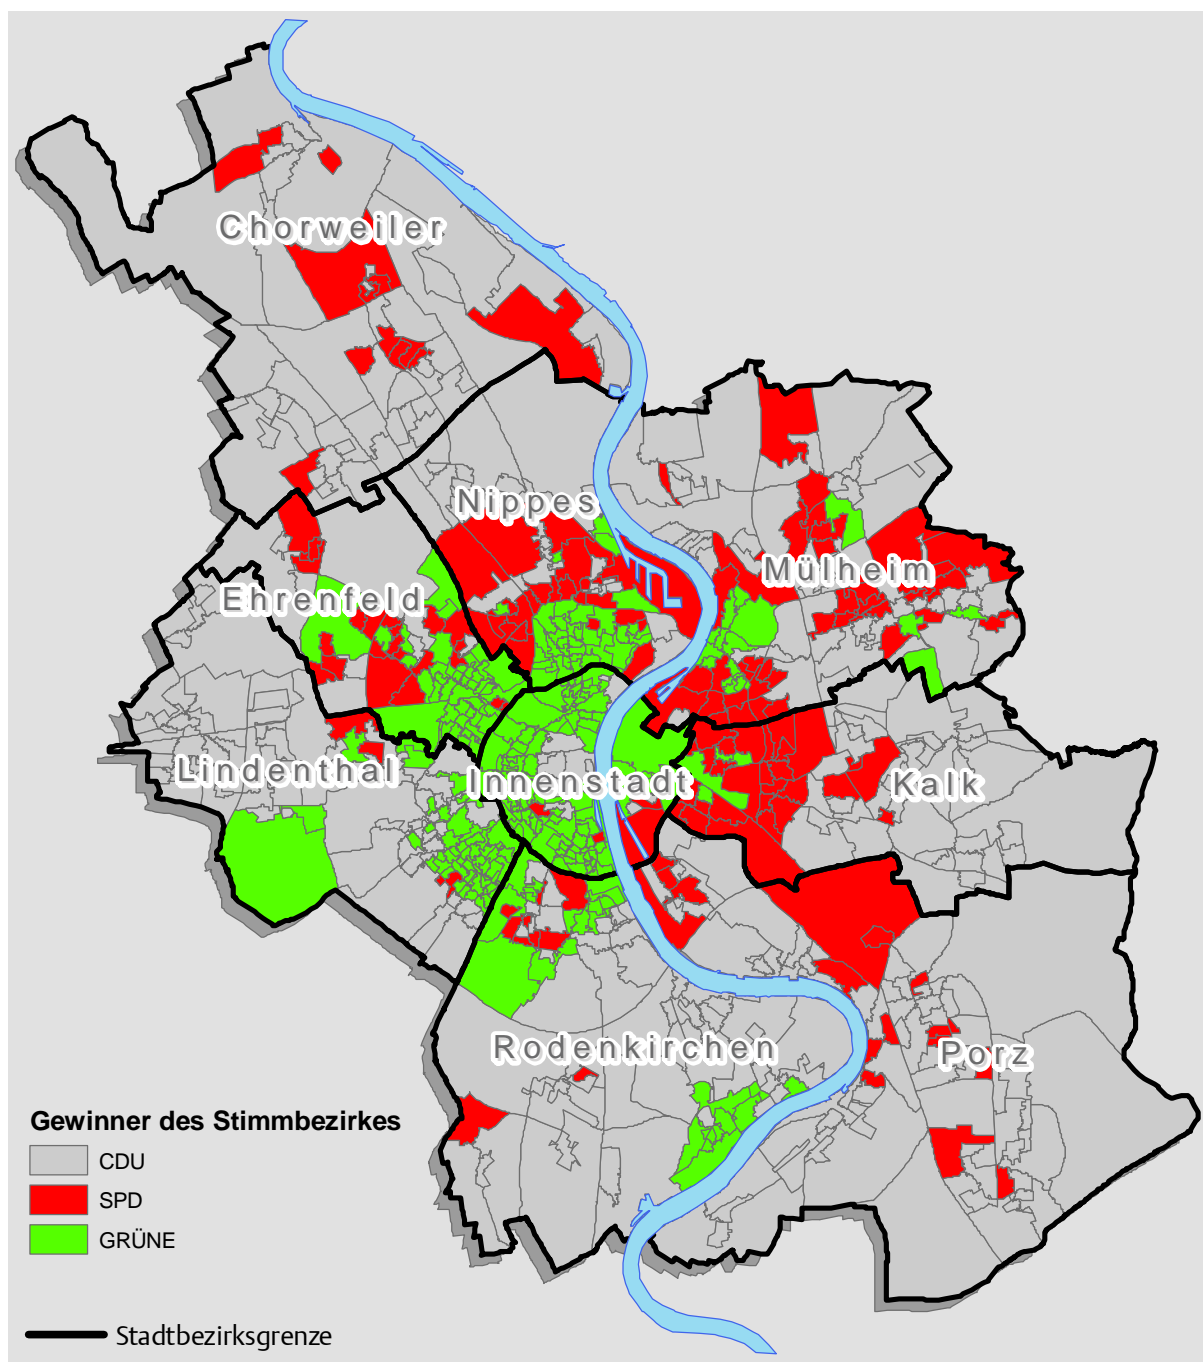 Chorweiler
Nippes
Mülheim
Ehrenfeld
Lindenthal
Innenstadt
Kalk
Rodenkirchen
Porz
Gewinner des Stimmbezirkes
CDU
SPD
GRÜNE
Stadtbezirksgrenze